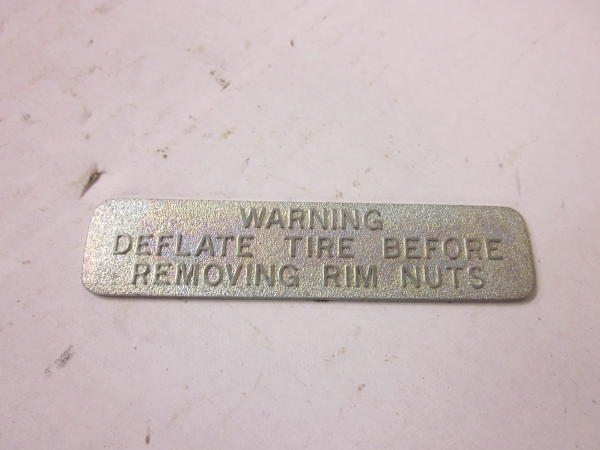 WARNING
DEFLATE TIRE BEFORE
REMOVING RIM NUTS